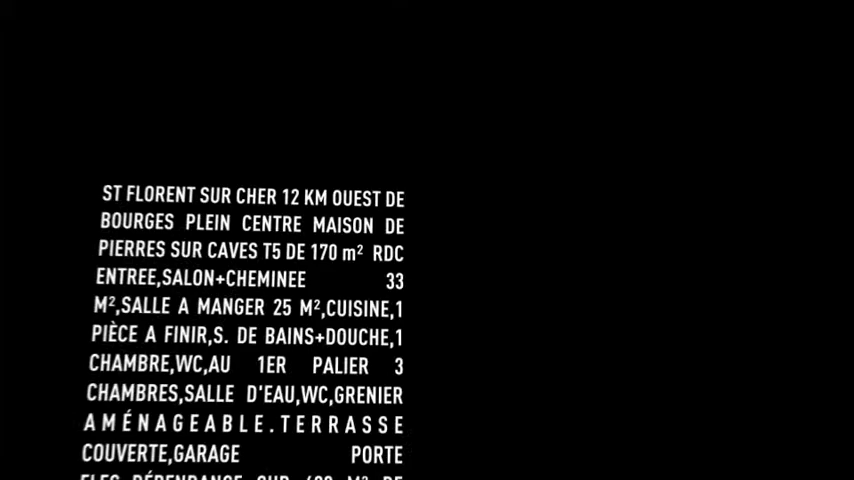 ST FLORENT SUR CHER 12 KM OUEST DE
BOURGES PLEIN CENTRE MAISON DE
PIERRES SUR CAVES T5 DE 170 m² RDC
ENTREE,SALON+CHEMINEE 33
M²,SALLE A MANGER 25 M²,CUISINE,1
PIÈCE A FINIR,S. DE BAINS+DOUCHE,1
CHAMBRE,WC,AU 1ER PALIER 3
CHAMBRES,SALLE D'EAU,WC,GRENIER
AMÉNAGEABLE.TERRASSE
COUVERTE,GARAGE PORTE